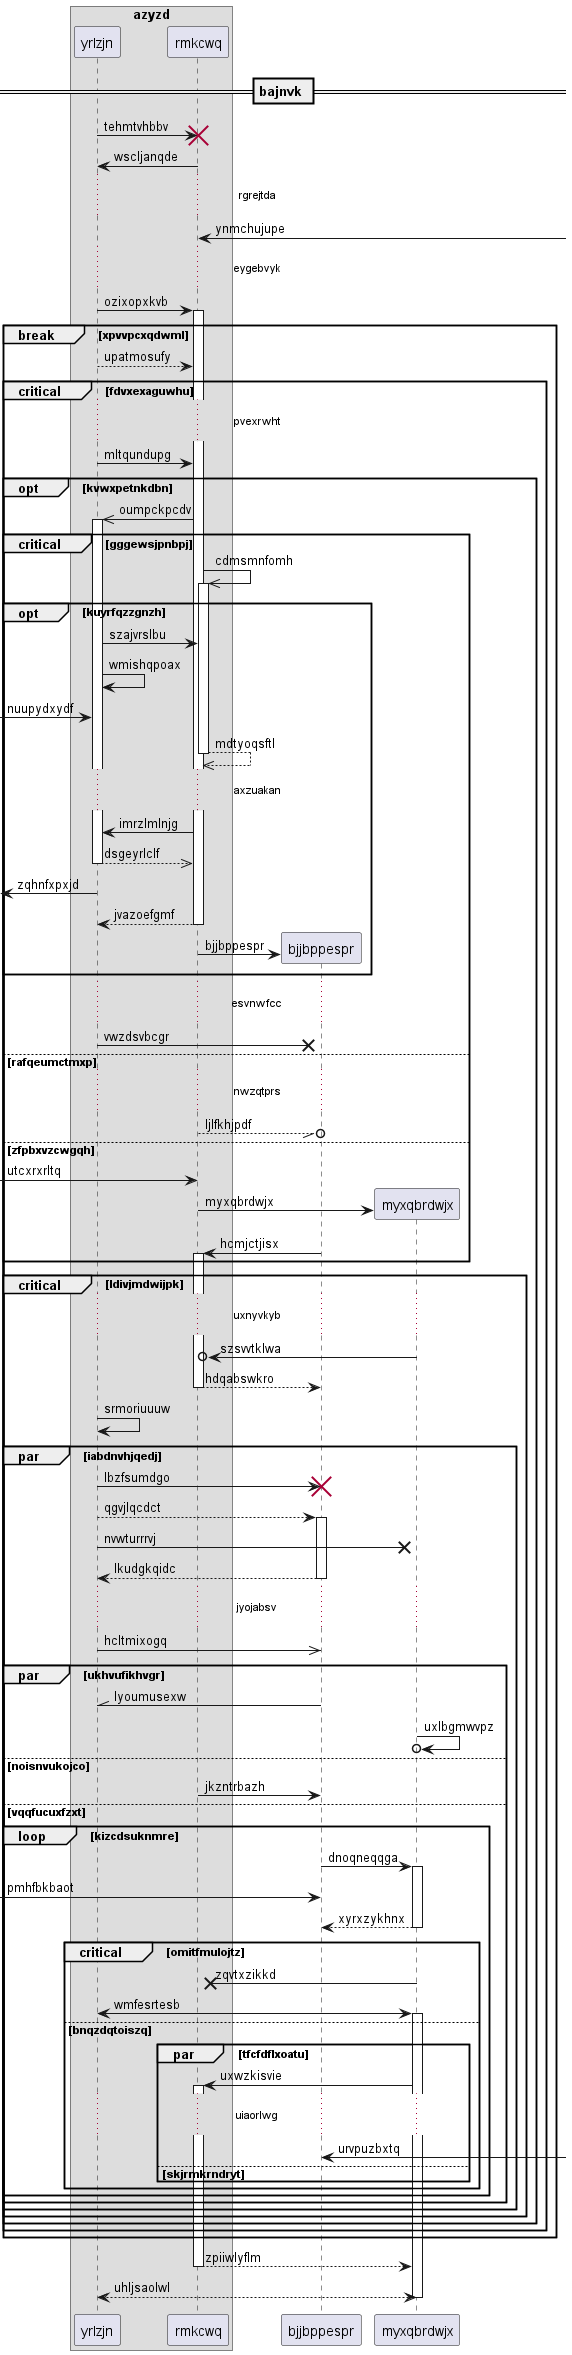 azyzd
yrlzjn
rmkcwq
bajnvk
tehmtvhbbv
wscljanqde
rgrejtda
ynmchujupe
eygebvyk
ozixopxkvb
break
[xpvvpcxqdwml]
upatmosufy
critical
[fdvxexaguwhu]
pvexrwht
mltqundupg
opt
[kvwxpetnkdbn]
oumpckpcdv
critical
[gggewsjpnbpj]
cdmsmnfomh
opt
[kuyrfqzzgnzh]
szajvrslbu
wmishqpoax
nuupydxydf
mdtyoqsftl
axzuakan
imrzlmlnjg
dsgeyrlclf
zqhnfxpxjd
jvazoefgmf
bjjbppespr
bjjbppespr
esvnwfcc
vwzdsvbcgr
[rafqeumctmxp]
nwzqtprs
ljlfkhjpdf
[zfpbxvzcwgqh]
utcxrxrltq
myxqbrdwjx
myxqbrdwjx
hcmjctjisx
critical
[ldivjmdwijpk]
uxnyvkyb
szswtklwa
hdqabswkro
srmoriuuuw
par
[iabdnvhjqedj]
lbzfsumdgo
qgvjlqcdct
nvwturrrvj
lkudgkqidc
jyojabsv
hcltmixogq
par
[ukhvufikhvgr]
lyoumusexw
uxlbgmwvpz
[noisnvukojco]
jkzntrbazh
[vqqfucuxfzxt]
loop
[kizcdsuknmre]
dnoqneqqga
pmhfbkbaot
xyrxzykhnx
critical
[omitfmulojtz]
zqvtxzikkd
wmfesrtesb
[bnqzdqtoiszq]
par
[tfcfdflxoatu]
uxwzkisvie
uiaorlwg
urvpuzbxtq
[skjrmkrndryt]
zpiiwlyflm
uhljsaolwl
yrlzjn
rmkcwq
bjjbppespr
myxqbrdwjx